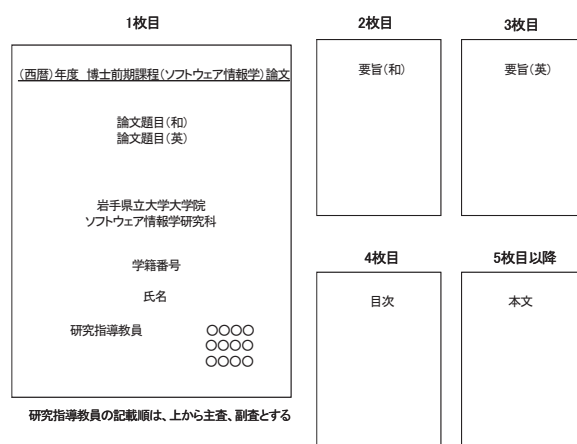 1枚目
(西暦)年度　博士前期課程(ソフトウェア情報学)論文
論文題目(和)
論文題目(英)
岩手県立大学大学院
ソフトウェア情報学研究科
学籍番号
氏名
研究指導教員　○○○○
○○○○
○○○○
研究指導教員の記載順は、上から主査、副査とする
2枚目
要旨(和)
3枚目
要旨(英)
4枚目
目次
5枚目以降
本文